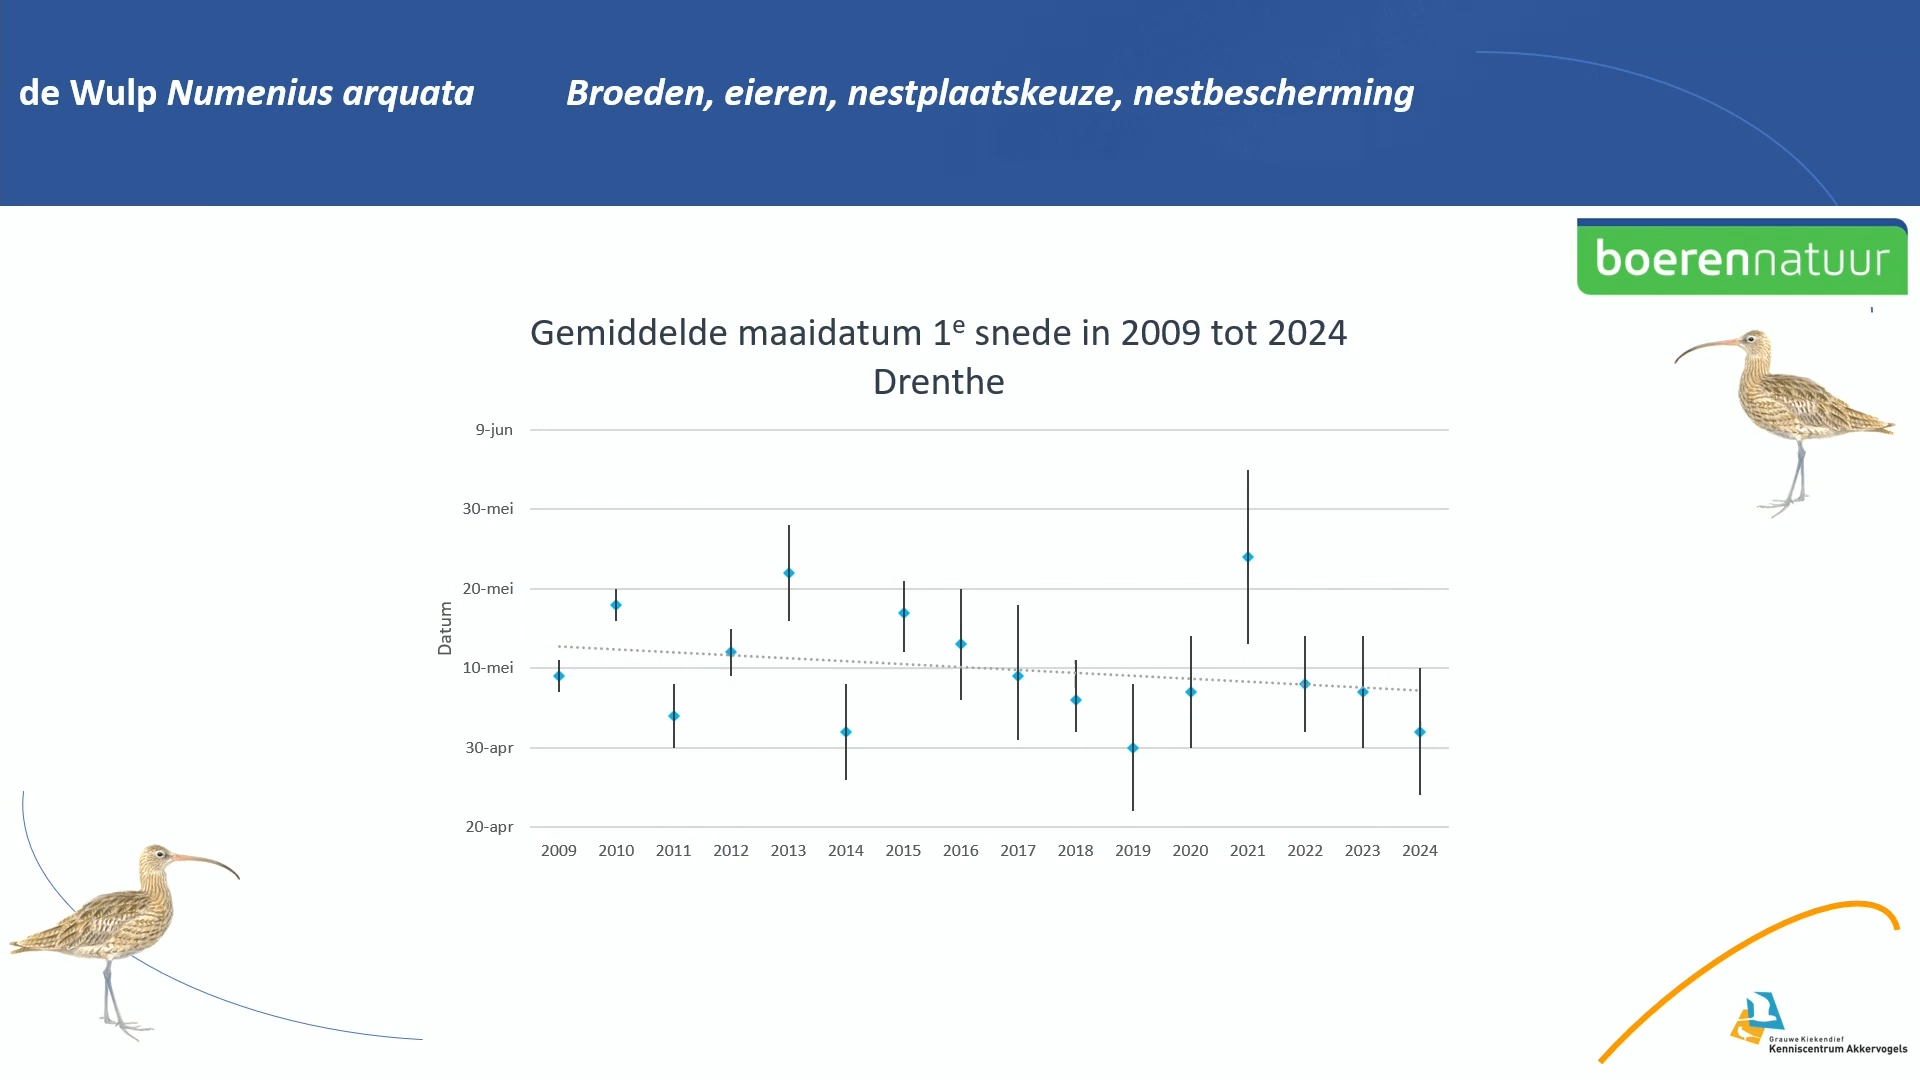 de Wulp Numenius arquata
Broeden, eieren, nestplaatskeuze, nestbescherming
boerennatuur
Gemiddelde maaidatum 1e snede in 2009 tot 2024
Drenthe
Datum
9-jun
30-mei
20-mei
10-mei
30-apr
20-apr
2009 2010 2011 2012 2013 2014 2015 2016 2017 2018 2019 2020 2021 2022 2023 2024
Grauwe Kiekendief
Kenniscentrum Akkervogels